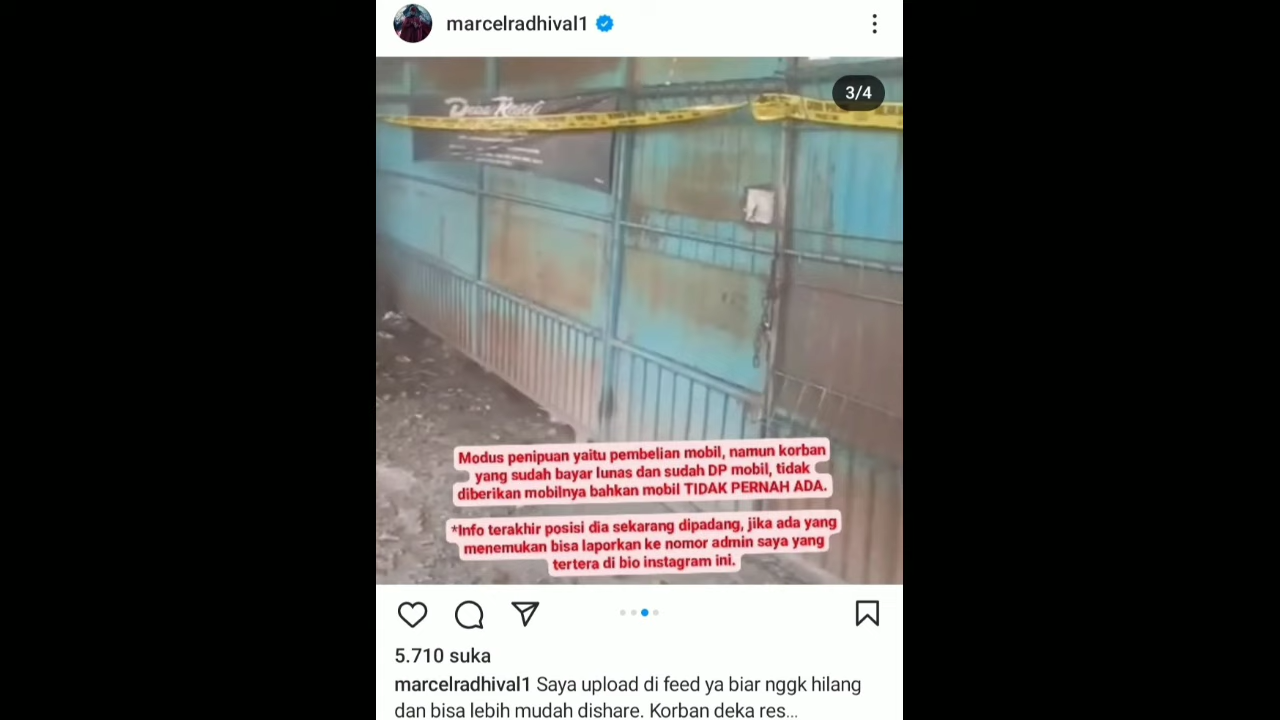 marcelradhival1
3/4
Modus penipuan yaitu pembelian mobil, namun korban
yang sudah bayar lunas dan sudah DP mobil, tidak
diberikan mobilnya bahkan mobil TIDAK PERNAH ADA.
*Info terakhir posisi dia sekarang dipadang, jika ada yang
menemukan bisa laporkan ke nomor admin saya yang
tertera di bio instagram ini.
5.710 suka
marcelradhival1 Saya upload di feed ya biar nggk hilang
dan bisa lebih mudah dishare. Korban deka res...